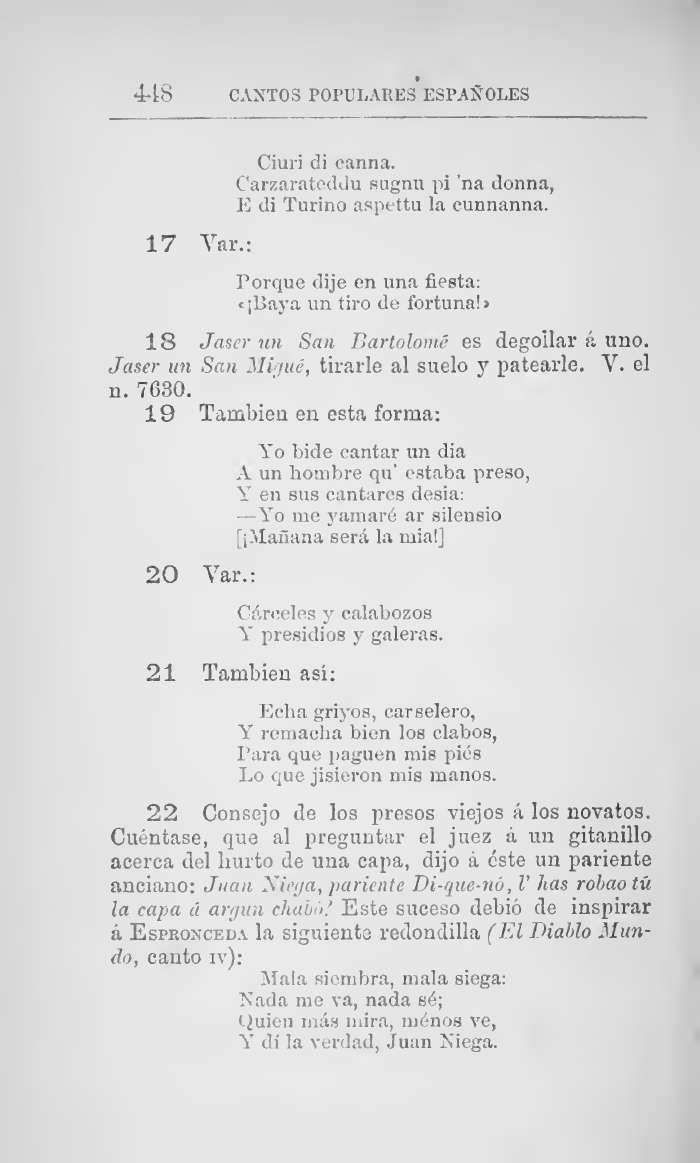 448 CANTOS POPULARES ESPAÑOLES
Ciuri di canna.
Carzarateddu sugnu pi 'na donna,
E di Turino aspettu la cunnanna.
17 Var.:
Porque dije en una fiesta:
«¡Baya un tiro de fortuna!»
18 Jaser un San Bartolomé es degollar á uno.
Jaser un San Migué, tirarle al suelo y patearle. V. el
n. 7630.
19 Tambien en esta forma:
Yo bide cantar un dia
A un hombre qu' estaba preso,
Y en sus cantares desia:
—Yo me yamaré ar silensio
[¡Mañana será la mia!]
20 Var.:
Cárceles y calabozos
Y presidios y galeras.
21 Tambien así:
Echa griyos, carselero,
Y remacha bien los clabos,
Para que paguen mis piés
Lo que jisieron mis manos.
22 Consejo de los presos viejos á los novatos.
Cuéntase, que al preguntar el juez á un gitanillo
acerca del hurto de una capa, dijo á éste un pariente
anciano: Juan Niega, pariente Di-que-nó, l' has robao tú
la capa á argun chabó? Este suceso debió de inspirar
á ESPRONCEDA la siguiente redondilla (El Diablo Mun-
do, canto IV):
Mala siembra, mala siega:
Nada me va, nada sé;
Quien más mira, ménos ve,
Y dí la verdad, Juan Niega.